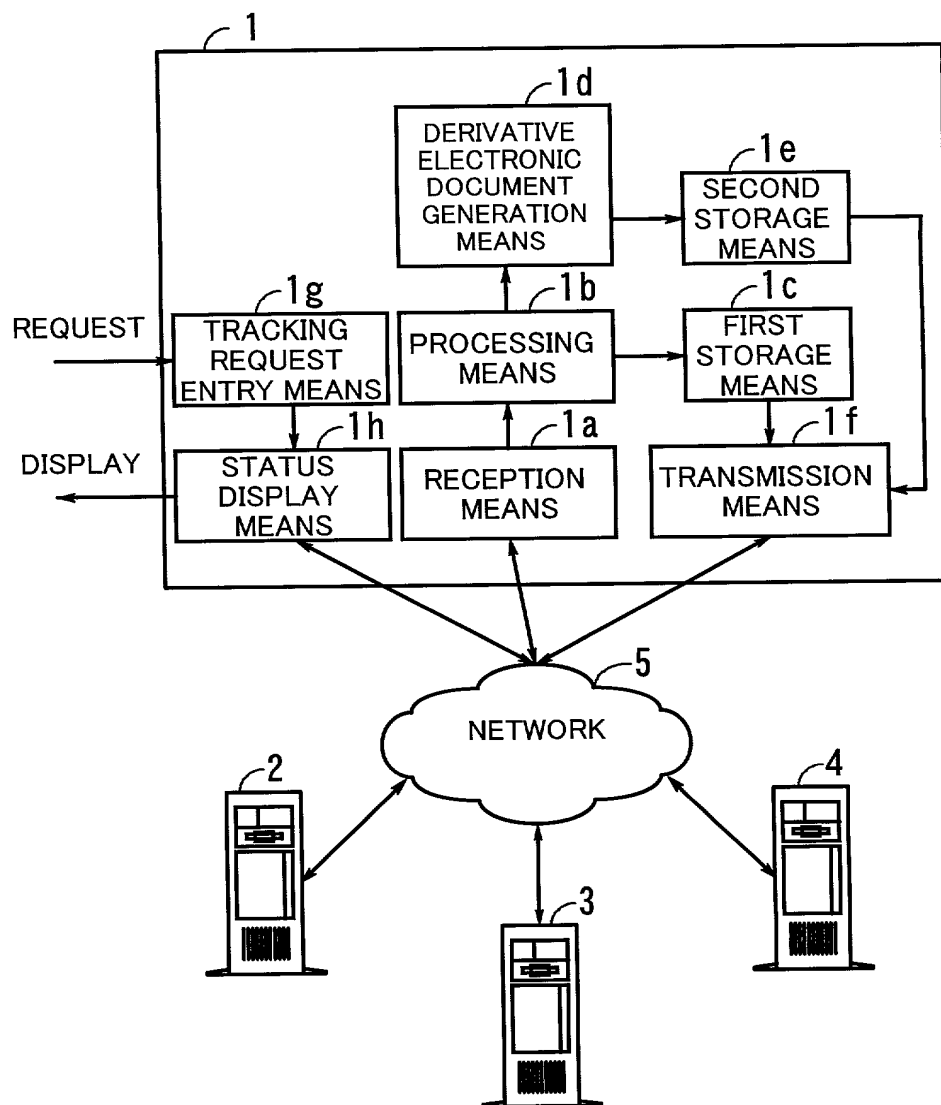 1
1d
DERIVATIVE
ELECTRONIC
DOCUMENT
GENERATION
MEANS
1e
SECOND
STORAGE
MEANS
1g
TRACKING
REQUEST
ENTRY MEANS
REQUEST
1b
PROCESSING
MEANS
1c
FIRST
STORAGE
MEANS
1h
STATUS
DISPLAY
MEANS
DISPLAY
1a
RECEPTION
MEANS
1f
TRANSMISSION
MEANS
5
NETWORK
2
4
3